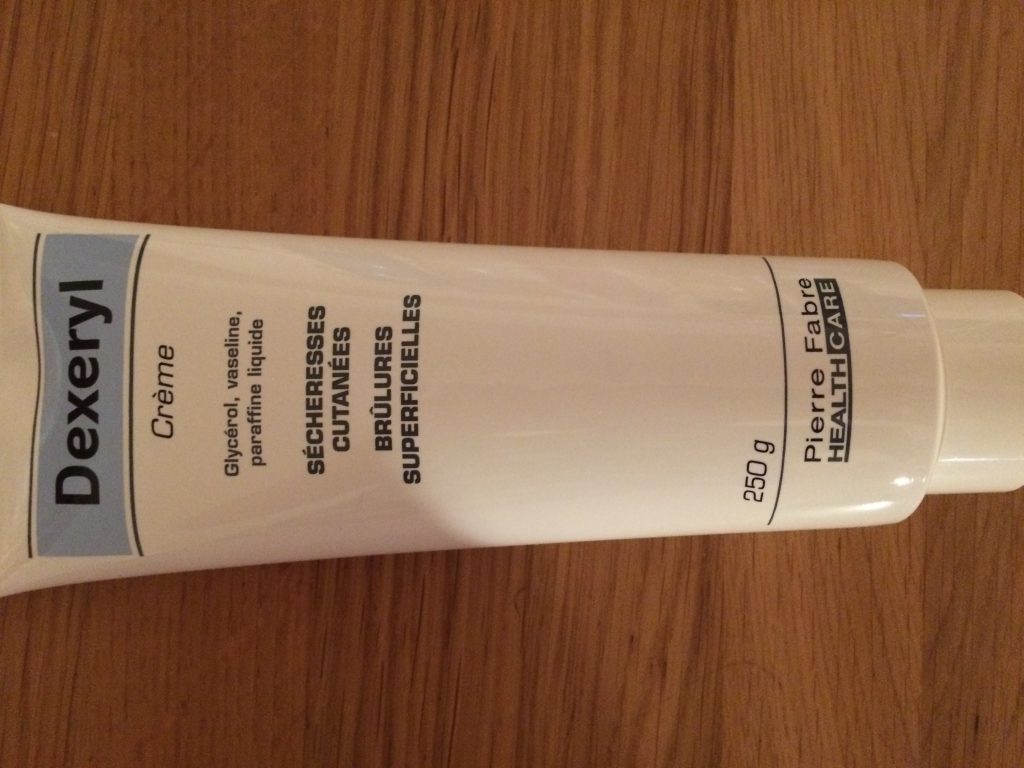 Dexeryl
Crème
Glycérol, vaseline,
paraffine liquide
SÉCHERESSES
CUTANÉES
BRÛLURES
SUPERFICIELLES
250 g
Pierre Fabre
HEALTH CARE